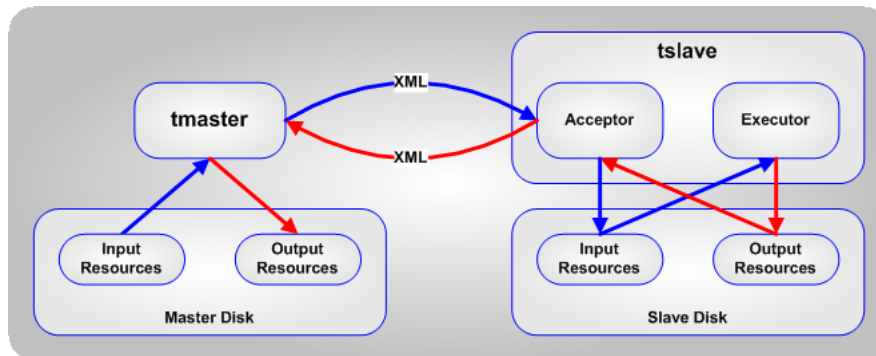 tslave
XML
tmaster
Acceptor
Executor
XML
Input
Resources
Output
Resources
Input
Resources
Output
Resources
Master Disk
Slave Disk